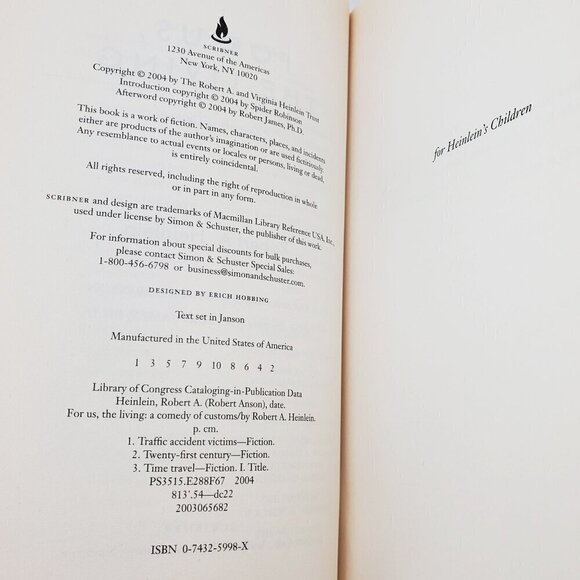 SCRIBNER
1230 Avenue of the Americas
New York, NY 10020
Copyright © 2004 by The Robert A. and Virginia Heinlein Trust
Introduction copyright © 2004 by Spider Robinson
Afterword copyright © 2004 by Robert James, Ph.D.
This book is a work of fiction. Names, characters, places, and incidents
either are products of the author's imagination or are used fictitiously.
Any resemblance to actual events or locales or persons, living or dead,
is entirely coincidental.
All rights reserved, including the right of reproduction in whole
or in part in any form.
SCRIBNER and design are trademarks of Macmillan Library Reference USA, Inc.,
used under license by Simon & Schuster, the publisher of this work.
For information about special discounts for bulk purchases,
please contact Simon & Schuster Special Sales:
1-800-456-6798 or business@simonandschuster.com
DESIGNED BY ERICH HOBBING
Text set in Janson
Manufactured in the United States of America
1 3 5 7 9 10 8 6 4 2
Library of Congress Cataloging-in-Publication Data
Heinlein, Robert A. (Robert Anson), date.
For us, the living: a comedy of customs/by Robert A. Heinlein.
p. cm.
1. Traffic accident victims—Fiction.
2. Twenty-first century—Fiction.
3. Time travel—Fiction. I. Title.
PS3515.E288F67 2004
813'.54—dc22
2003065682
ISBN 0-7432-5998-X
for Heinlein's Children